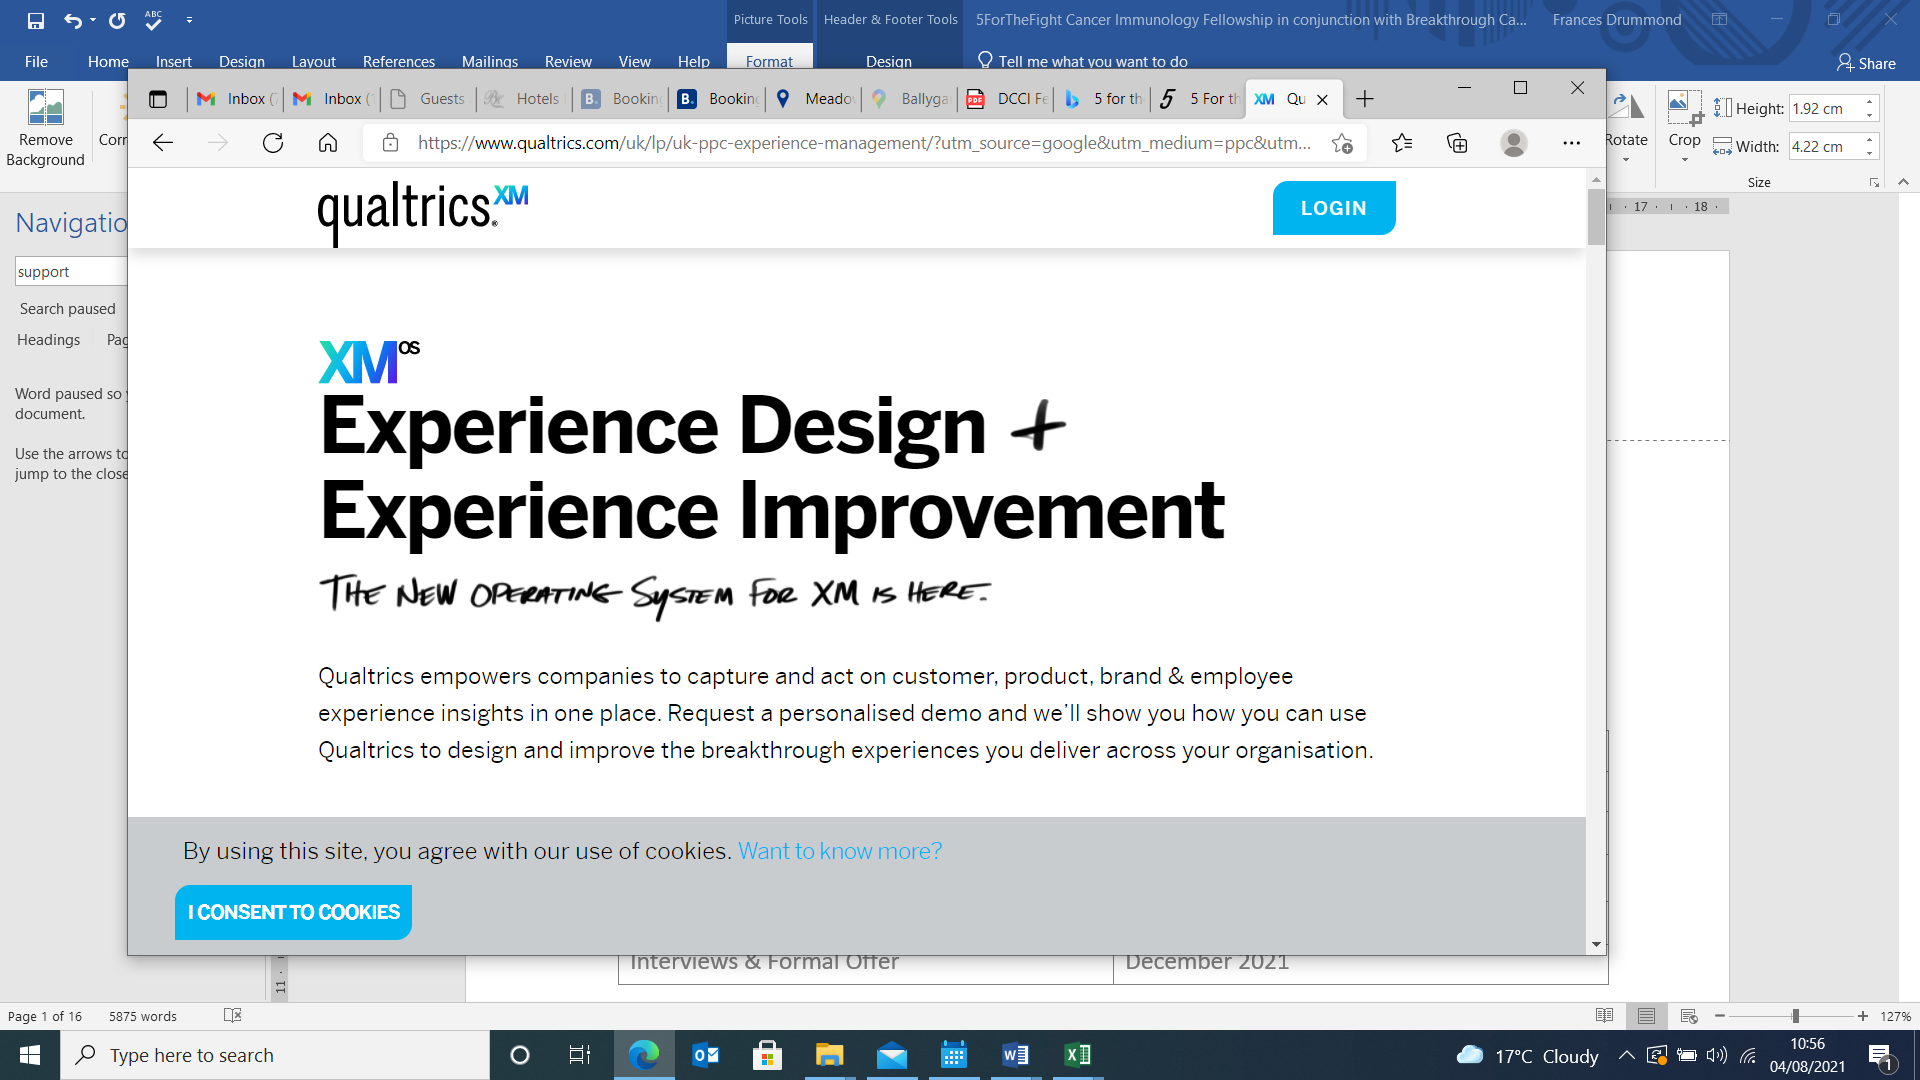 ABC
Picture Tools
Header & Footer Tools
5ForTheFight Cancer Immunology Fellowship in conjunction with Breakthrough Ca...
Frances Drummond
File
Home
Insert
Design
Layout
References
Mailings
Review
View
Help
Format
Design
Tell me what you want to do
Share
Remove
Background
Corr
Rotate
Crop
Height: 1.92 cm
Width: 4.22 cm
Size
Inbox (
Inbox (
Guests
Hotels
Booking
Booking
Meado
Ballyga
PDF
DCCI Fe
5 for th
5 For th
XM Qu
https://www.qualtrics.com/uk/lp/uk-ppc-experience-management/?utm_source=google&utm_medium=ppc&utm...
17
18
Navigatio
support
Search paused
Headings
Pag
Word paused so
document.
Use the arrows to
jump to the close
qualtrics.XM
LOGIN
XM OS
Experience Design +
Experience Improvement
THE NEW OPERATING SYSTEM FOR XM IS HERE.
Qualtrics empowers companies to capture and act on customer, product, brand & employee
experience insights in one place. Request a personalised demo and we'll show you how you can use
Qualtrics to design and improve the breakthrough experiences you deliver across your organisation.
By using this site, you agree with our use of cookies. Want to know more?
I CONSENT TO COOKIES
Interviews & Formal Offer
December 2021
11
Page 1 of 16
5875 words
127%
Type here to search
17°C Cloudy
10:56
04/08/2021
1